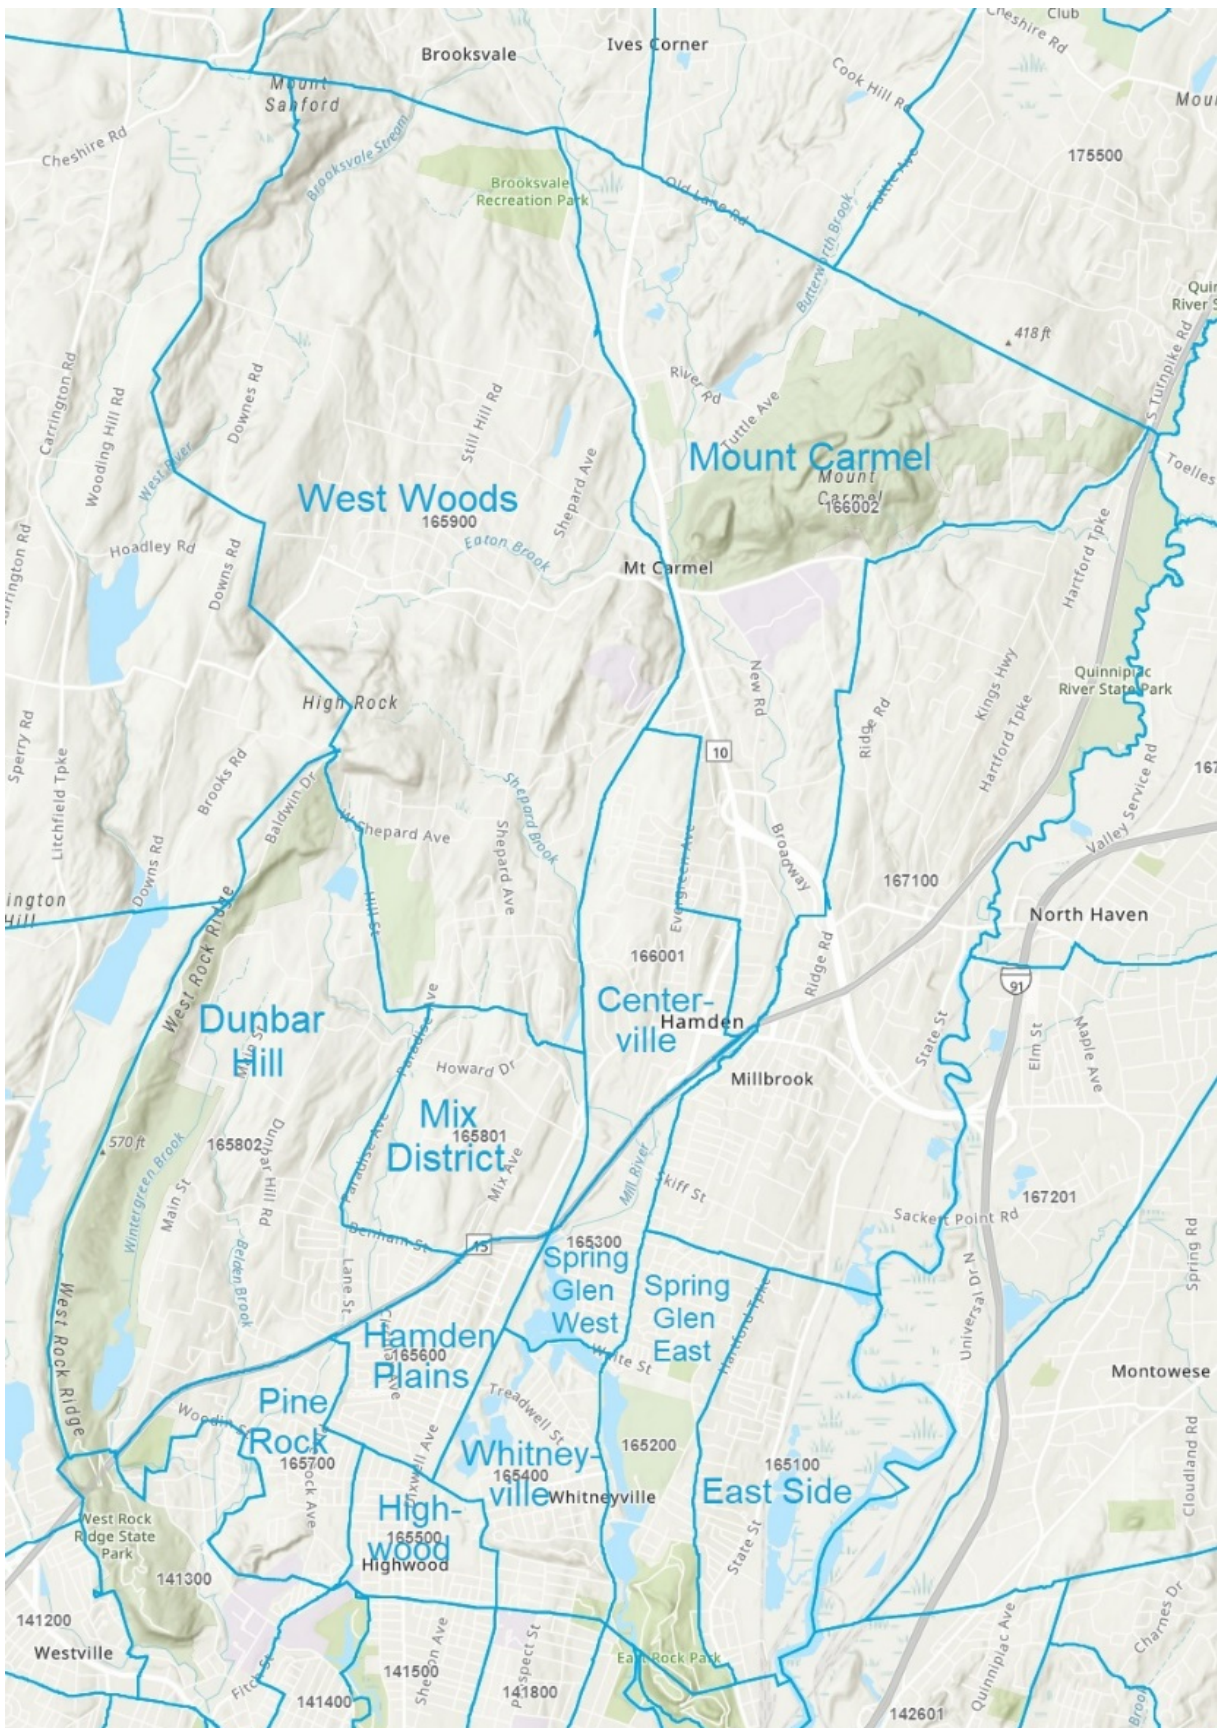 Cheshire Rd
Club
Ives Corner
Brooksvale
Mount
Sanford
Cook Hill Rd
Cheshire Rd
Brooksvale Stream
175500
Brooksvale
Recreation Park
Old Lane Rd
Tuttle Ave
Butterworth Brook
418 ft
S Turnpike Rd
Carrington Rd
Wooding Hill Rd
Downes Rd
Still Hill Rd
River Rd
Tuttle Ave
West River
Shepard Ave
Mount Carmel
Mount
Carmel
166002
Toelles
West Woods
165900
Eaton Brook
Hoadley Rd
Downs Rd
Mt Carmel
Hartford Tpke
High Rock
New Rd
Ridge Rd
Kings Hwy
Hartford Tpke
Quinnipiac
River State Park
Sperry Rd
Litchfield Tpke
Brooks Rd
10
Baldwin Dr
W Shepard Ave
Shepard Brook
Shepard Ave
Evergreen Ave
Broadway
Valley Service Rd
Downs Rd
167100
Hill St
West Rock Ridge
North Haven
166001
Ridge Rd
91
Center-
ville
Hamden
Dunbar
Hill
Main St
Paradise Ave
State St
Elm St
Maple Ave
Howard Dr
Millbrook
Mix
District
165801
570 ft
165802
Dunbar Hill Rd
Paradise Ave
Mix Ave
Mill River
Skiff St
Wintergreen Brook
Main St
167201
Sackett Point Rd
Benham St
15
165300
Belden Brook
Lane St
Spring
Glen
West
Spring
Glen
East
Universal Dr N
Spring Rd
Hartford Tpke
West Rock Ridge
Hamden
Plains
165600
White St
Montowese
Pine
Rock
165700
Woodin St
Treadwell St
Dixwell Ave
Whitney-
ville
165400
Whitneyville
165200
165100
East Side
Cloudland Rd
High-
wood
165500
Highwood
State St
West Rock
Ridge State
Park
141300
141200
Westville
Fitch St
141400
141500
Shelton Ave
Prospect St
141800
East Rock Park
Quinnipiac Ave
142601
Charnes Dr
Brook